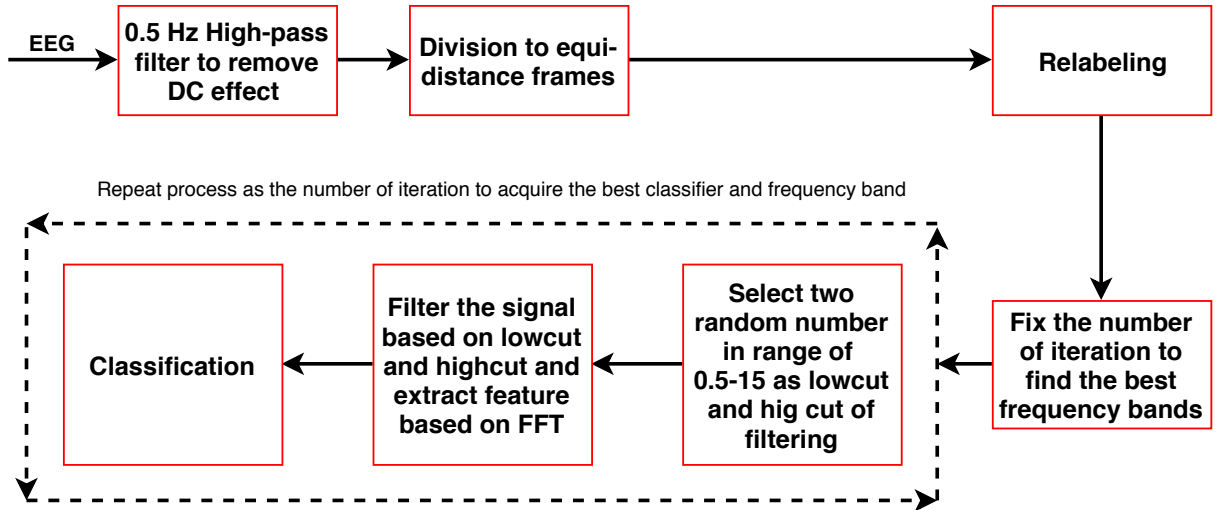 EEG
0.5 Hz High-pass
filter to remove
DC effect
Division to equi-
distance frames
Relabeling
Repeat process as the number of iteration to acquire the best classifier and frequency band
Classification
Filter the signal
based on lowcut
and highcut and
extract feature
based on FFT
Select two
random number
in range of
0.5-15 as lowcut
and hig cut of
filtering
Fix the number
of iteration to
find the best
frequency bands